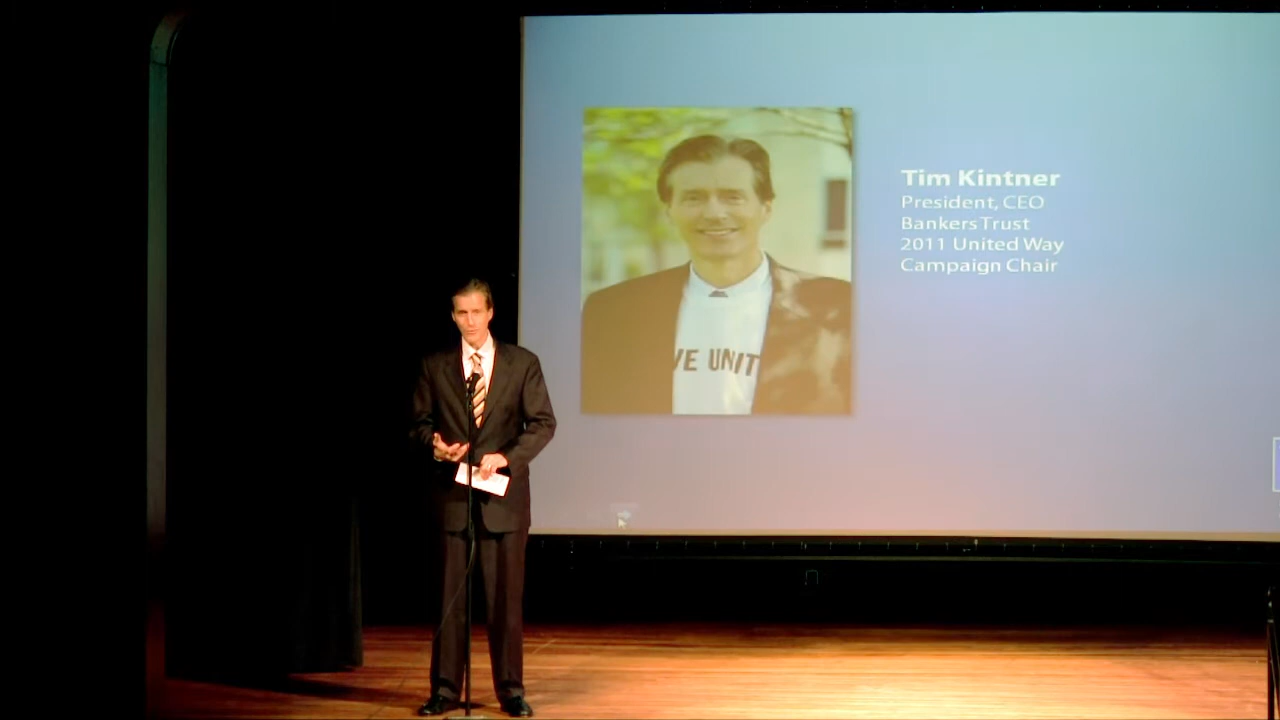 VE UNIT
Tim Kintner
President, CEO
Bankers Trust
2011 United Way
Campaign Chair